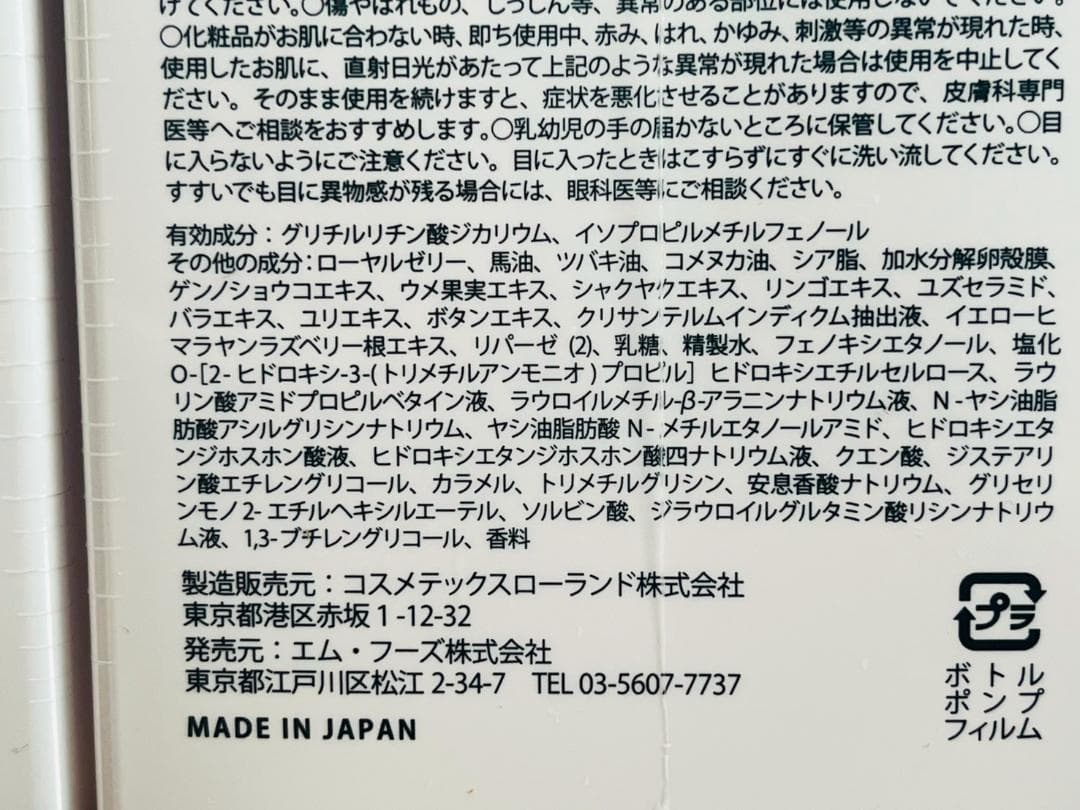 けてください。○傷やはれもの、しっしん等、異常のある部位には使用しないでください。
○化粧品がお肌に合わない時、即ち使用中、赤み、はれ、かゆみ、刺激等の異常が現れた時、
使用したお肌に、直射日光があたって上記のような異常が現れた場合は使用を中止してく
ださい。そのまま使用を続けますと、症状を悪化させることがありますので、皮膚科専門
医等へご相談をおすすめします。○乳幼児の手の届かないところに保管してください。○目
に入らないようにご注意ください。目に入ったときはこすらずにすぐに洗い流してください。
すすいでも目に異物感が残る場合には、眼科医等にご相談ください。
有効成分：グリチルリチン酸ジカリウム、イソプロピルメチルフェノール
その他の成分：ローヤルゼリー、馬油、ツバキ油、コメヌカ油、シア脂、加水分解卵殻膜、
ゲンノショウコエキス、ウメ果実エキス、シャクヤクエキス、リンゴエキス、ユズセラミド、
バラエキス、ユリエキス、ボタンエキス、クリサンテルムインディクム抽出液、イエローヒ
マラヤンラズベリー根エキス、リパーゼ (2)、乳糖、精製水、フェノキシエタノール、塩化
O-[2-ヒドロキシ-3-(トリメチルアンモニオ)プロピル] ヒドロキシエチルセルロース、ラウ
リン酸アミドプロピルベタイン液、ラウロイルメチル-β-アラニンナトリウム液、N-ヤシ油脂
肪酸アシルグリシンナトリウム、ヤシ油脂肪酸 N-メチルエタノールアミド、ヒドロキシエタ
ンジホスホン酸液、ヒドロキシエタンジホスホン酸四ナトリウム液、クエン酸、ジステアリ
ン酸エチレングリコール、カラメル、トリメチルグリシン、安息香酸ナトリウム、グリセリ
ンモノ2-エチルヘキシルエーテル、ソルビン酸、ジラウロイルグルタミン酸リシンナトリウ
ム液、1,3-ブチレングリコール、香料
製造販売元：コスメテックスローランド株式会社
東京都港区赤坂 1-12-32
発売元：エム・フーズ株式会社
東京都江戸川区松江 2-34-7 TEL 03-5607-7737
MADE IN JAPAN
プラ
ボトル
ポンプ
フィルム